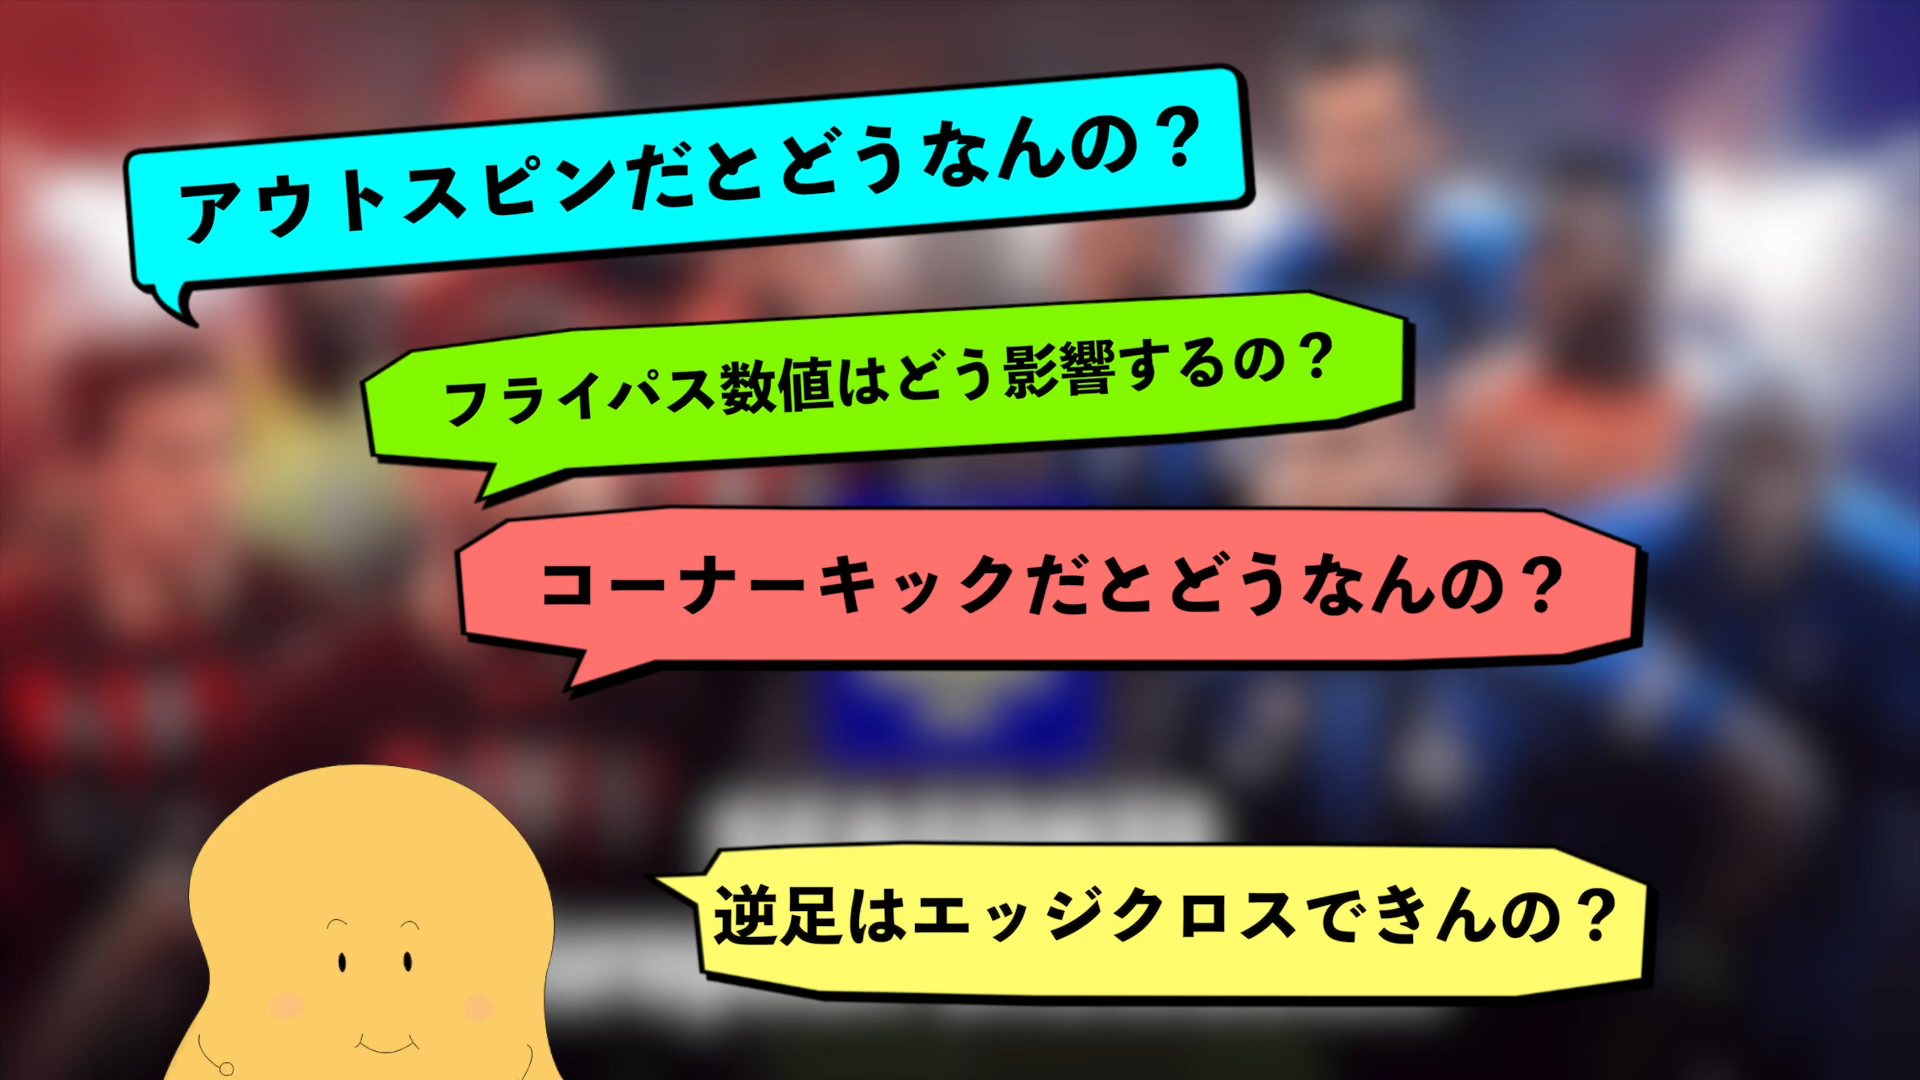 アウトスピンだとどうなんの？
フライパス数値はどう影響するの？
コーナーキックだとどうなんの？
逆足はエッジクロスできんの？